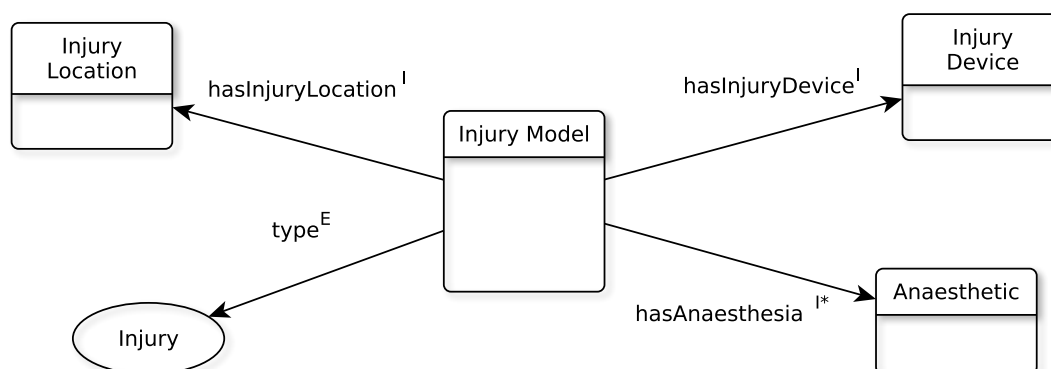 Injury
Location
hasInjuryLocation I
Injury Model
hasInjuryDevice I
Injury
Device
type E
Injury
hasAnaesthesia I*
Anaesthetic